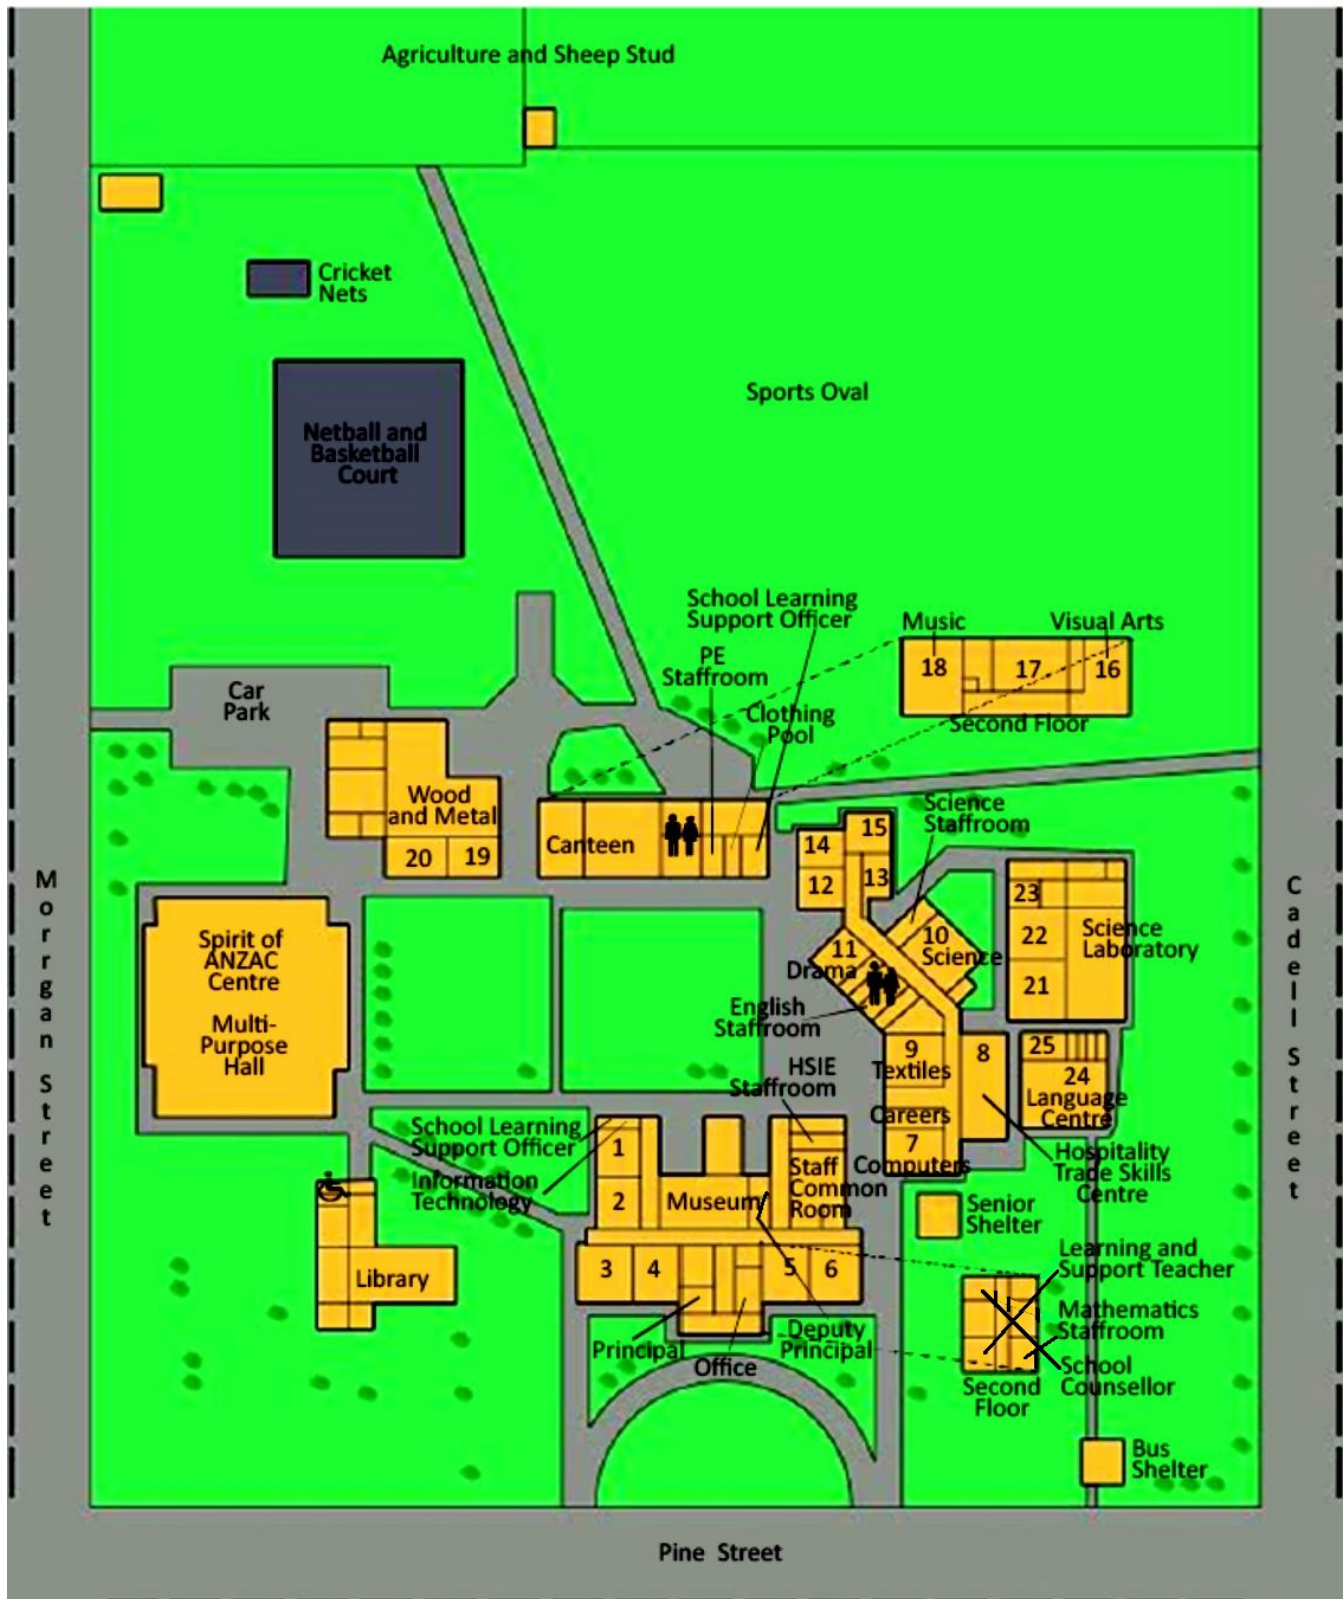 Agriculture and Sheep Stud
Cricket
Nets
Sports Oval
Netball and
Basketball
Court
School Learning
Support Officer
Music
Visual Arts
PE
Staffroom
18
17
16
Car
Park
Clothing
Pool
Second Floor
Wood
and Metal
20
19
Canteen
Science
Staffroom
15
14
12
13
23
22
21
Science
Laboratory
10
Science
11
Drama
English
Staffroom
Morrgan Street
Cadell Street
Spirit of
ANZAC
Centre
Multi-
Purpose
Hall
HSIE
Staffroom
9
Textiles
8
25
24
Language
Centre
Careers
7
Computers
School Learning
Support Officer
Information
Technology
1
2
Museum
Staff
Common
Room
Hospitality
Trade Skills
Centre
Senior
Shelter
Library
3
4
5
6
Learning and
Support Teacher
Mathematics
Staffroom
School
Counsellor
Principal
Office
Deputy
Principal
Second
Floor
Bus
Shelter
Pine Street